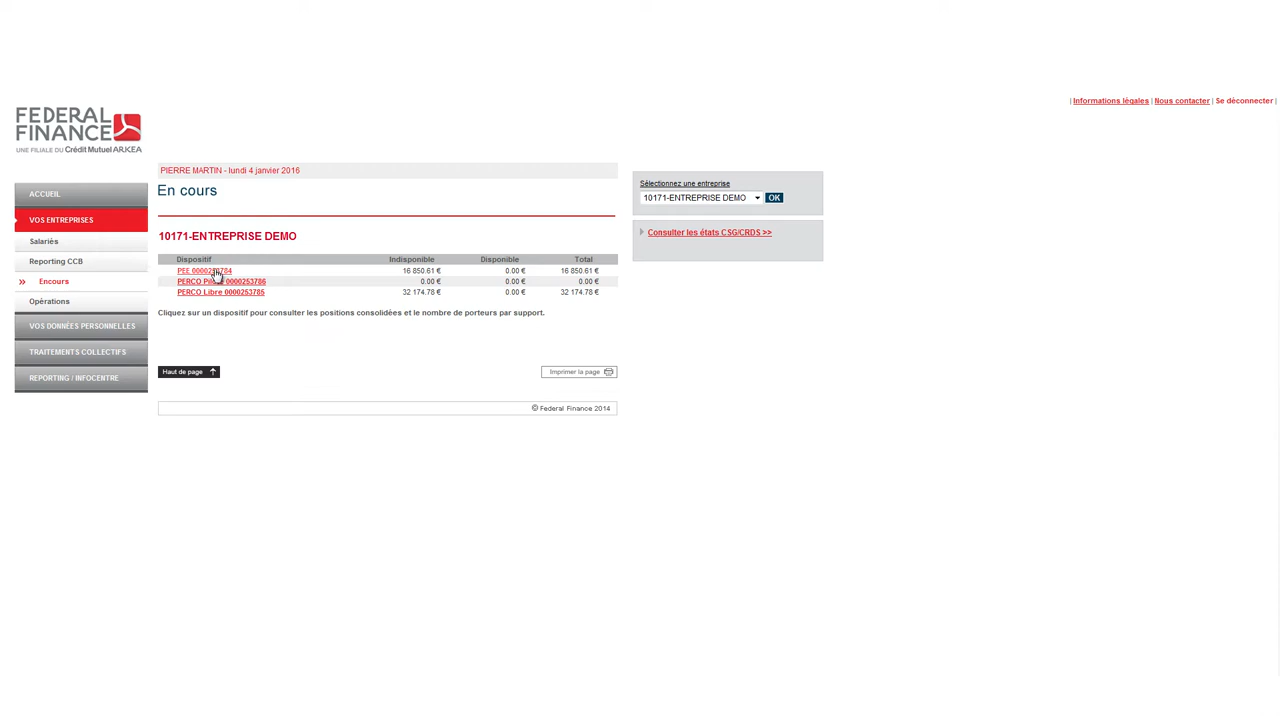 | Informations légales | Nous contacter | Se déconnecter |
FEDERAL
FINANCE
UNE FILIALE DU Crédit Mutuel ARKEA
PIERRE MARTIN - lundi 4 janvier 2016
En cours
Sélectionnez une entreprise
10171-ENTREPRISE DEMO OK
Consulter les états CSG/CRDS >>
ACCUEIL
VOS ENTREPRISES
Salariés
Reporting CCB
Encours
Opérations
VOS DONNÉES PERSONNELLES
TRAITEMENTS COLLECTIFS
REPORTING / INFOCENTRE
10171-ENTREPRISE DEMO
Dispositif Indisponible Disponible Total
PEE 16 850.61 € 0.00 € 16 850.61 €
PERCO 0000253786 0.00 € 0.00 € 0.00 €
PERCO Libre 0000253785 32 174.78 € 0.00 € 32 174.78 €
Cliquez sur un dispositif pour consulter les positions consolidées et le nombre de porteurs par support.
Haut de page
Imprimer la page
© Federal Finance 2014